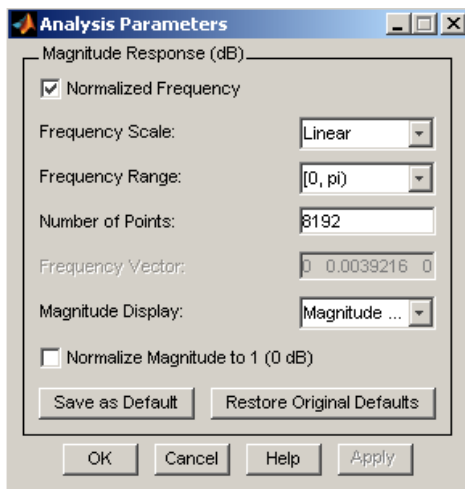 Analysis Parameters
Magnitude Response (dB)
Normalized Frequency
Frequency Scale: Linear
Frequency Range: [0, pi)
Number of Points: 8192
Frequency Vector: 0 0.0039216 0
Magnitude Display: Magnitude ...
Normalize Magnitude to 1 (0 dB)
Save as Default Restore Original Defaults
OK Cancel Help Apply